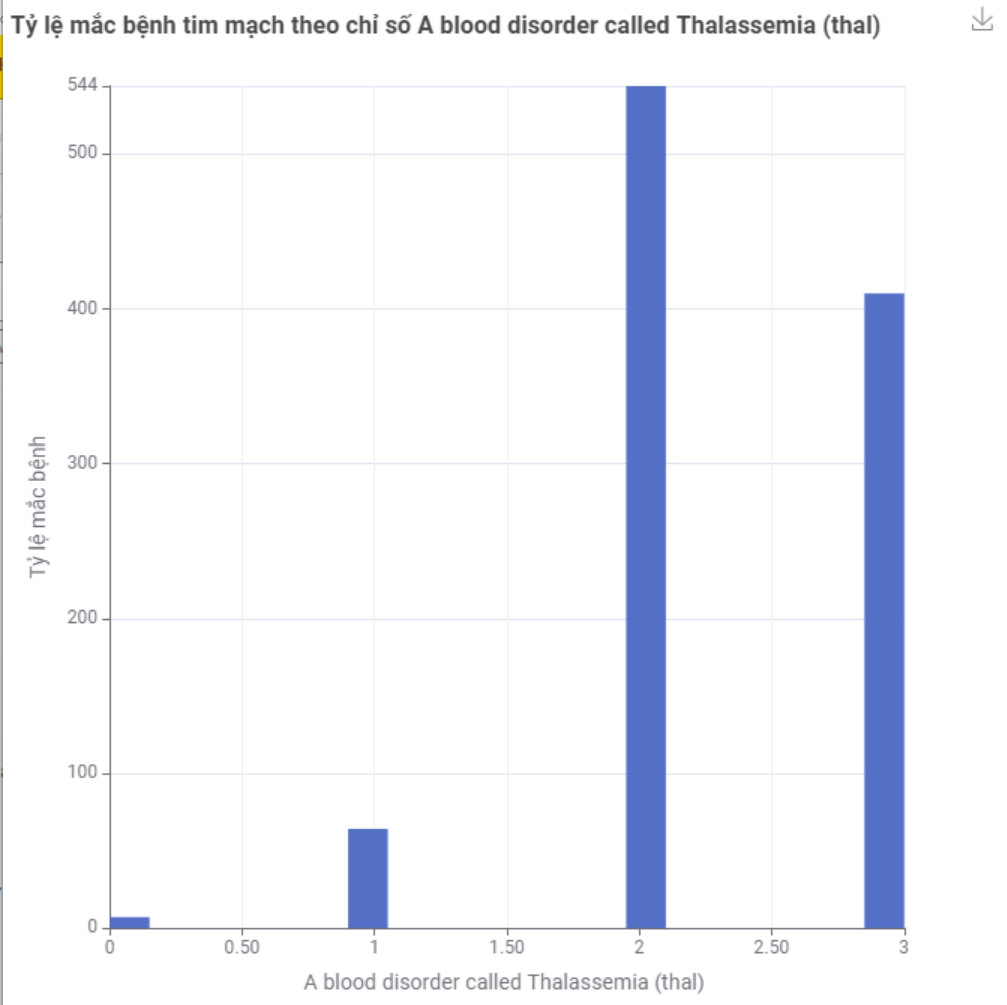 Tỷ lệ mắc bệnh tim mạch theo chỉ số A blood disorder called Thalassemia (thal)
544
500
400
300
200
100
0
Tỷ lệ mắc bệnh
0 0.50 1 1.50 2 2.50 3
A blood disorder called Thalassemia (thal)